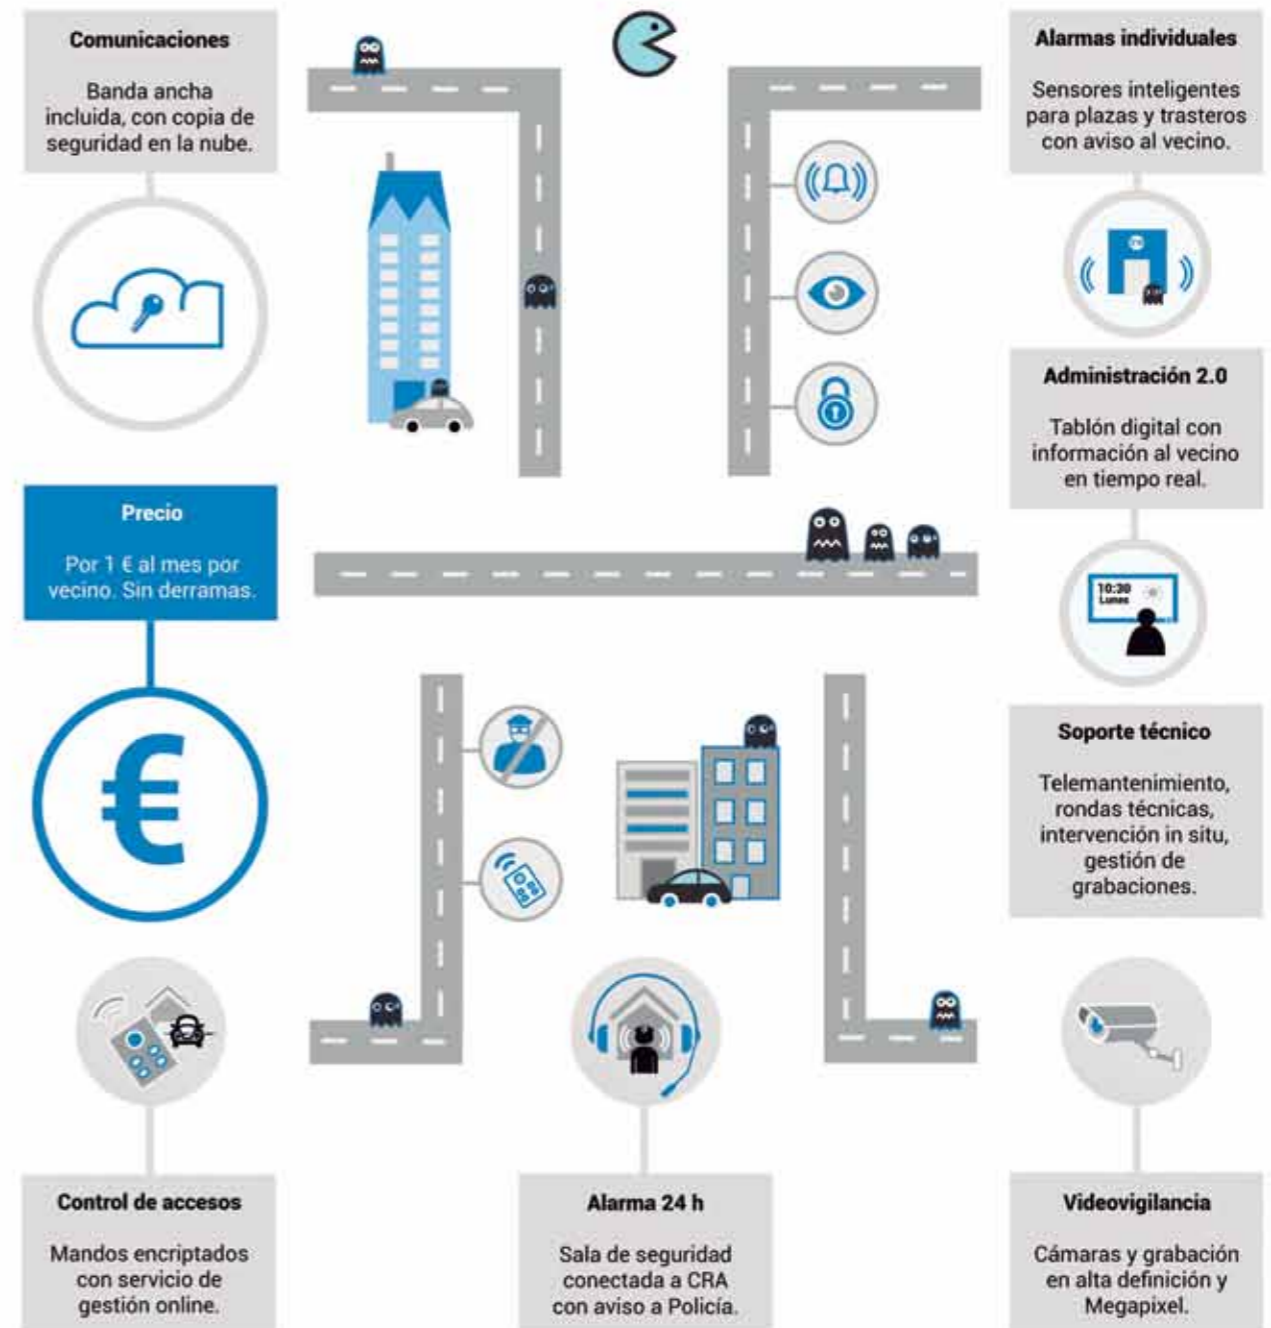 Comunicaciones
Banda ancha
incluida, con copia de
seguridad en la nube.
Alarmas individuales
Sensores inteligentes
para plazas y trasteros
con aviso al vecino.
Administración 2.0
Tablón digital con
información al vecino
en tiempo real.
10:30
Lunes
Precio
Por 1 € al mes por
vecino. Sin derramas.
€
Soporte técnico
Telemantenimiento,
rondas técnicas,
intervención in situ,
gestión de
grabaciones.
Control de accesos
Mandos encriptados
con servicio de
gestión online.
Alarma 24 h
Sala de seguridad
conectada a CRA
con aviso a Policía.
Videovigilancia
Cámaras y grabación
en alta definición y
Megapixel.